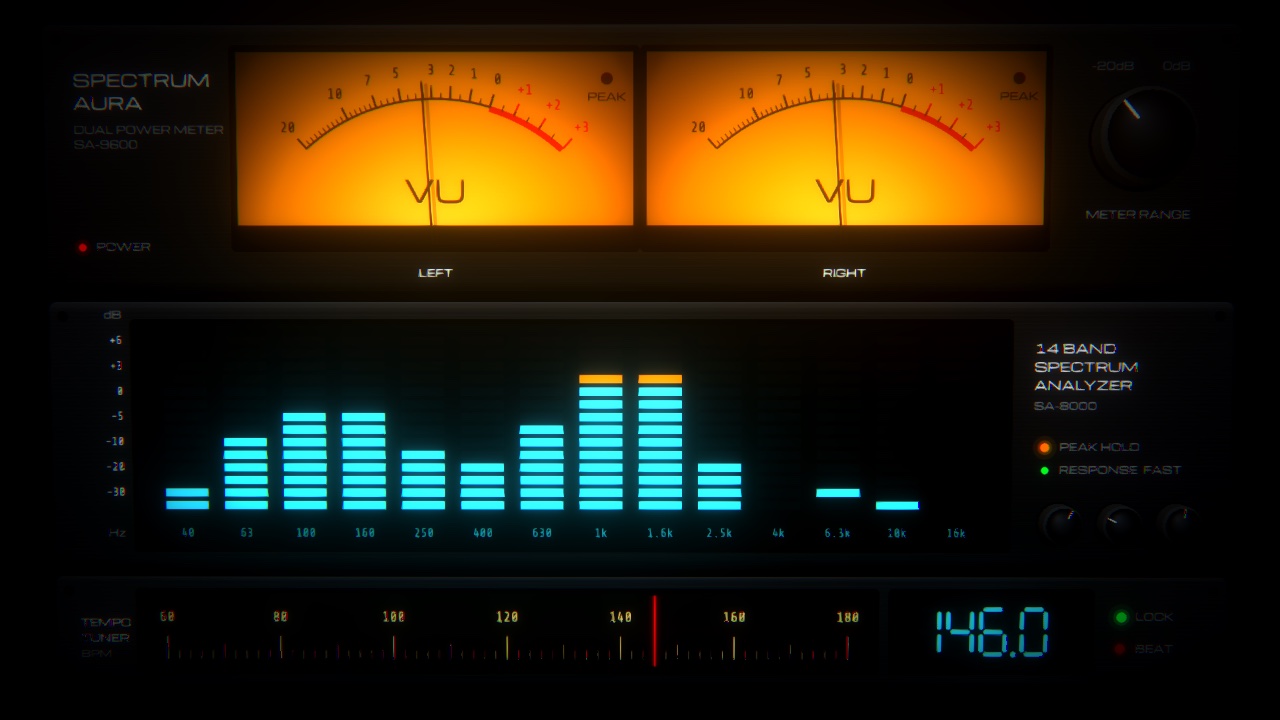 SPECTRUM
AURA
DUAL POWER METER
SA-9600
POWER
20 10 7 5 3 2 1 0 +1 +2 +3
PEAK
VU
LEFT
20 10 7 5 3 2 1 0 +1 +2 +3
PEAK
VU
RIGHT
-20dB 0dB
METER RANGE
dB
+6
+3
0
-5
-10
-20
-30
Hz 40 63 100 160 250 400 630 1k 1.6k 2.5k 4k 6.3k 10k 16k
14 BAND
SPECTRUM
ANALYZER
SA-8000
PEAK HOLD
RESPONSE FAST
TEMPO
TUNER
BPM
60 80 100 120 140 160 180
146.0
LOCK
BEAT